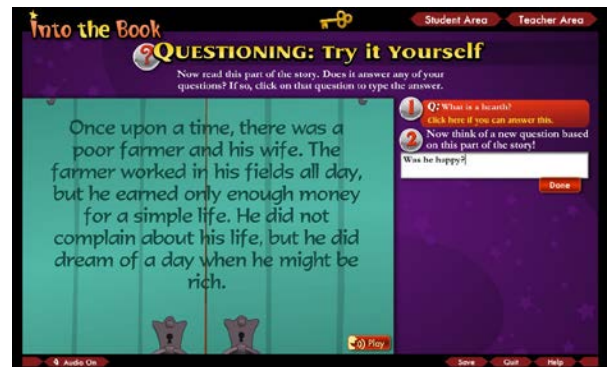 Into the Book
Student Area
Teacher Area
?QUESTIONING: Try it Yourself
Now read this part of the story. Does it answer any of your
questions? If so, click on that question to type the answer.
Once upon a time, there was a
poor farmer and his wife. The
farmer worked in his fields all day,
but he earned only enough money
for a simple life. He did not
complain about his life, but he did
dream of a day when he might be
rich.
Play
1 Q: What is a hearth?
Click here if you can answer this.
2 Now think of a new question based
on this part of the story!
Was he happy?
Done
Audio On
Save
Quit
Help